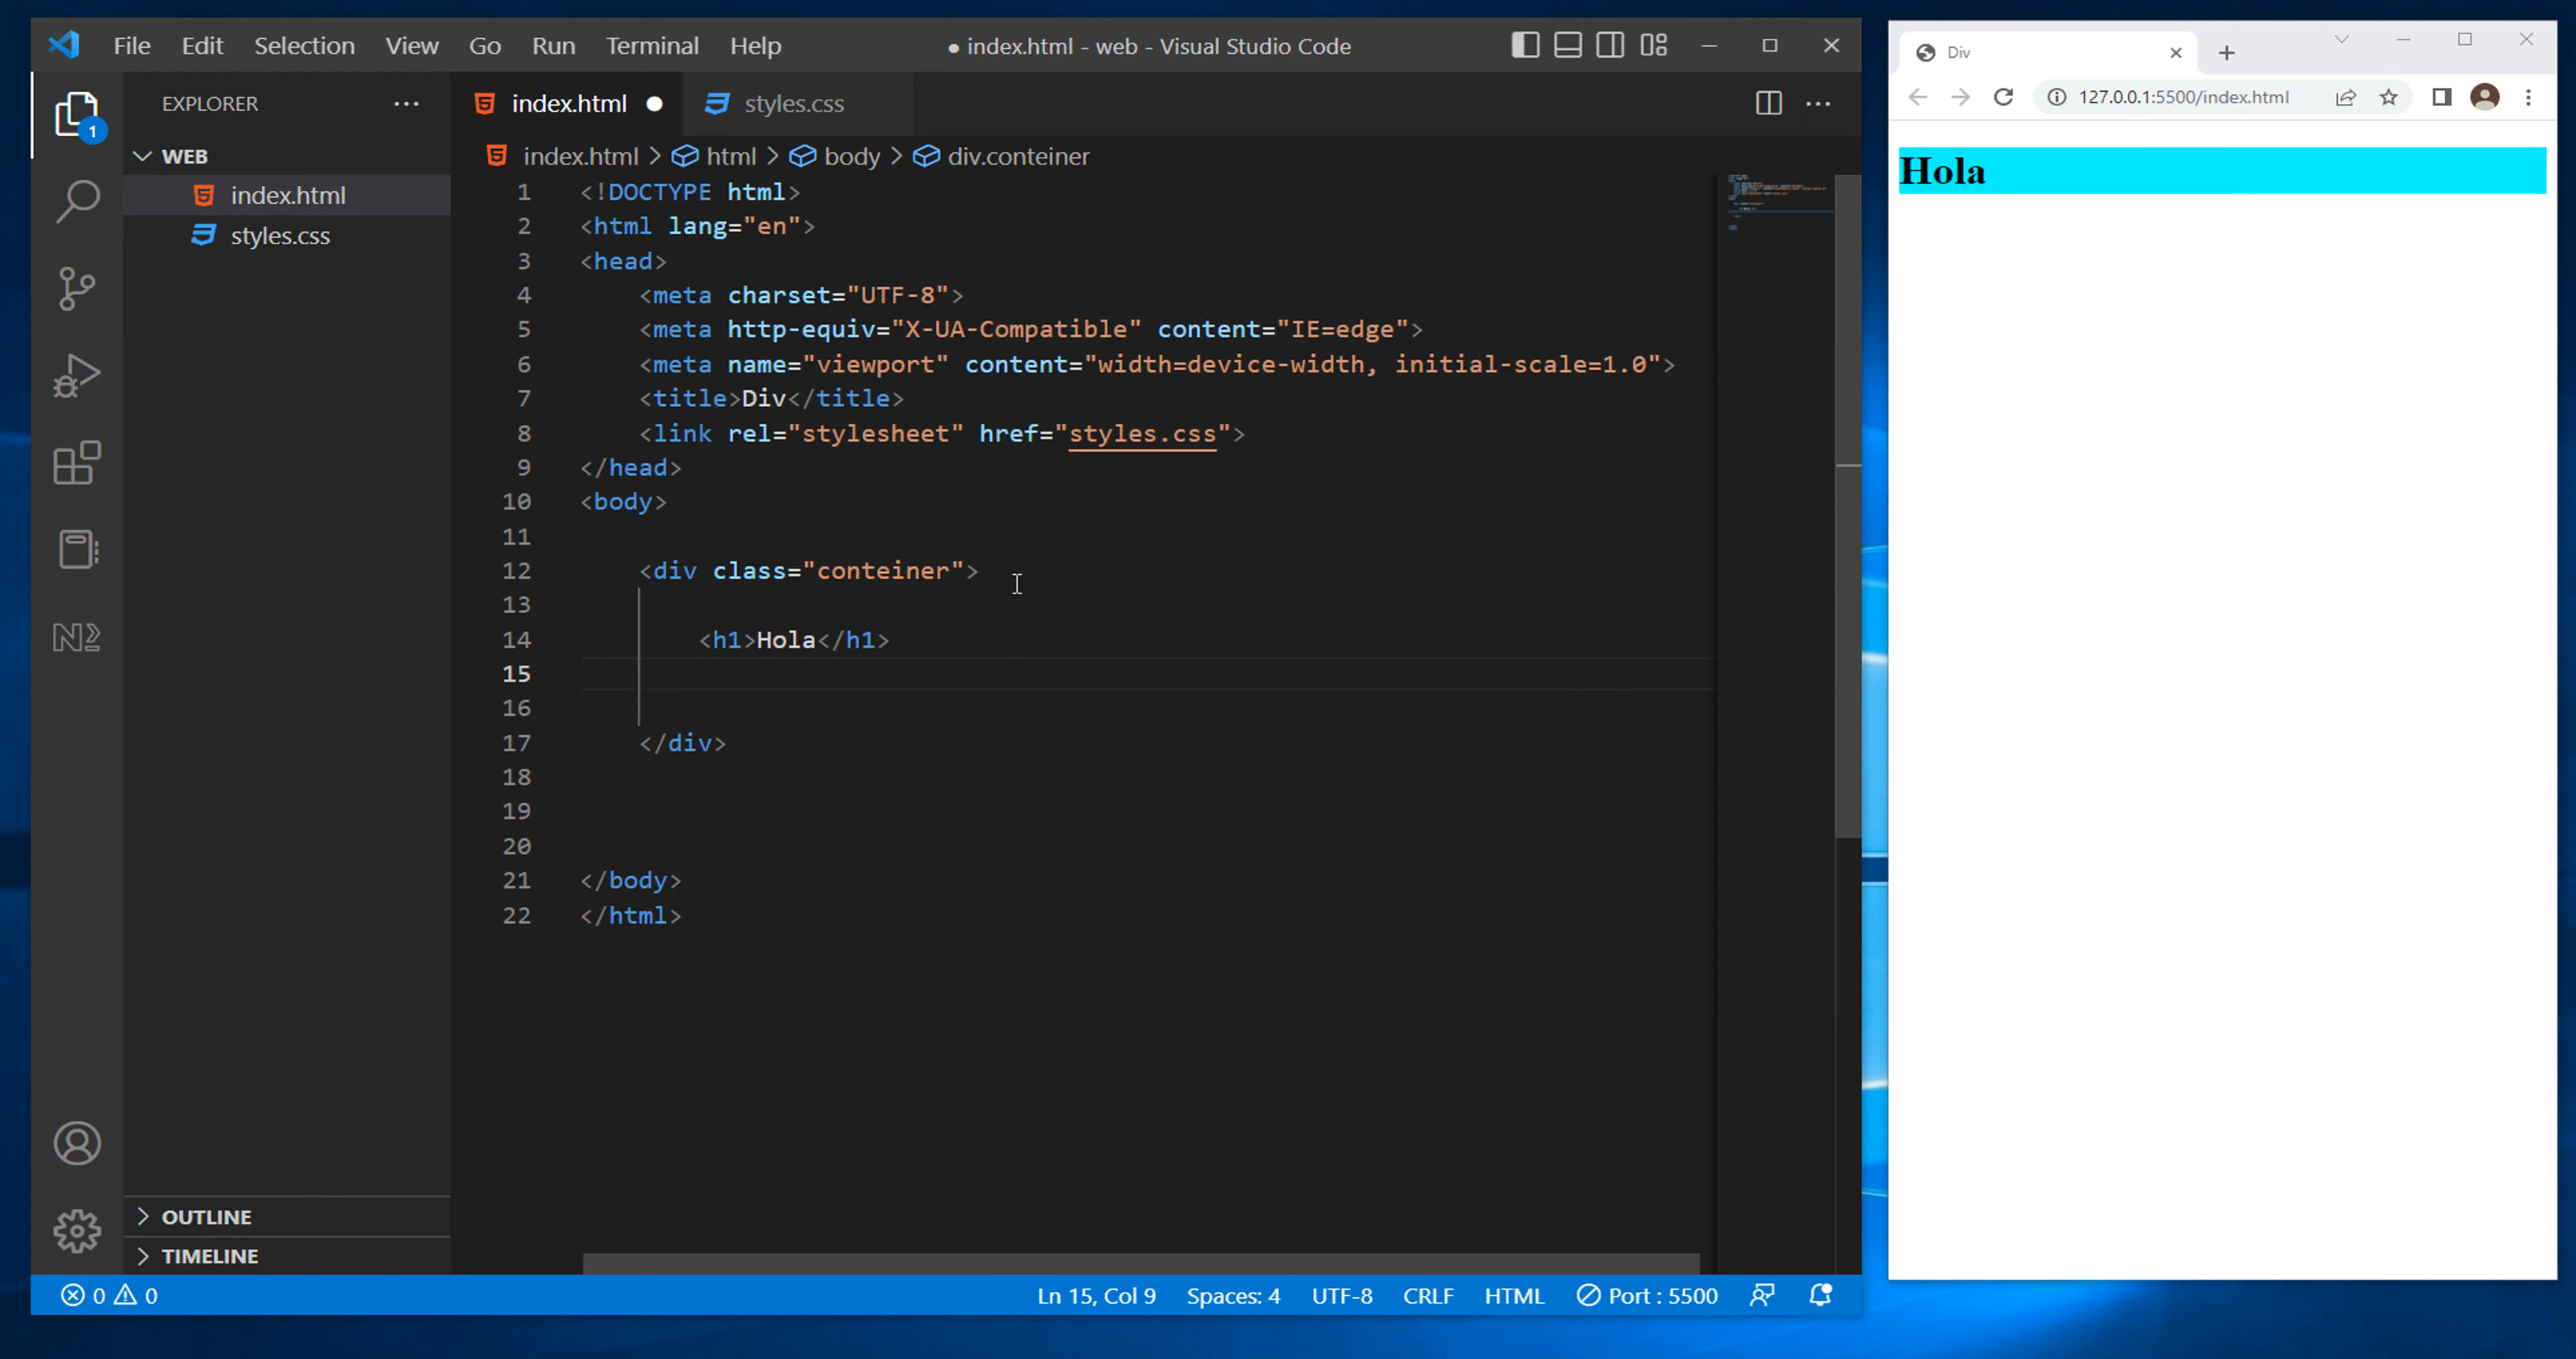 File Edit Selection View Go Run Terminal Help ● index.html - web - Visual Studio Code
EXPLORER ···
1
WEB
index.html
styles.css
OUTLINE
TIMELINE
index.html ● styles.css
index.html > html > body > div.conteiner
1 <!DOCTYPE html>
2 <html lang="en">
3 <head>
4 <meta charset="UTF-8">
5 <meta http-equiv="X-UA-Compatible" content="IE=edge">
6 <meta name="viewport" content="width=device-width, initial-scale=1.0">
7 <title>Div</title>
8 <link rel="stylesheet" href="styles.css">
9 </head>
10 <body>
11
12 <div class="conteiner">
13
14 <h1>Hola</h1>
15
16
17 </div>
18
19
20
21 </body>
22 </html>
0 0 Ln 15, Col 9 Spaces: 4 UTF-8 CRLF HTML Port : 5500
Div
127.0.0.1:5500/index.html
Hola